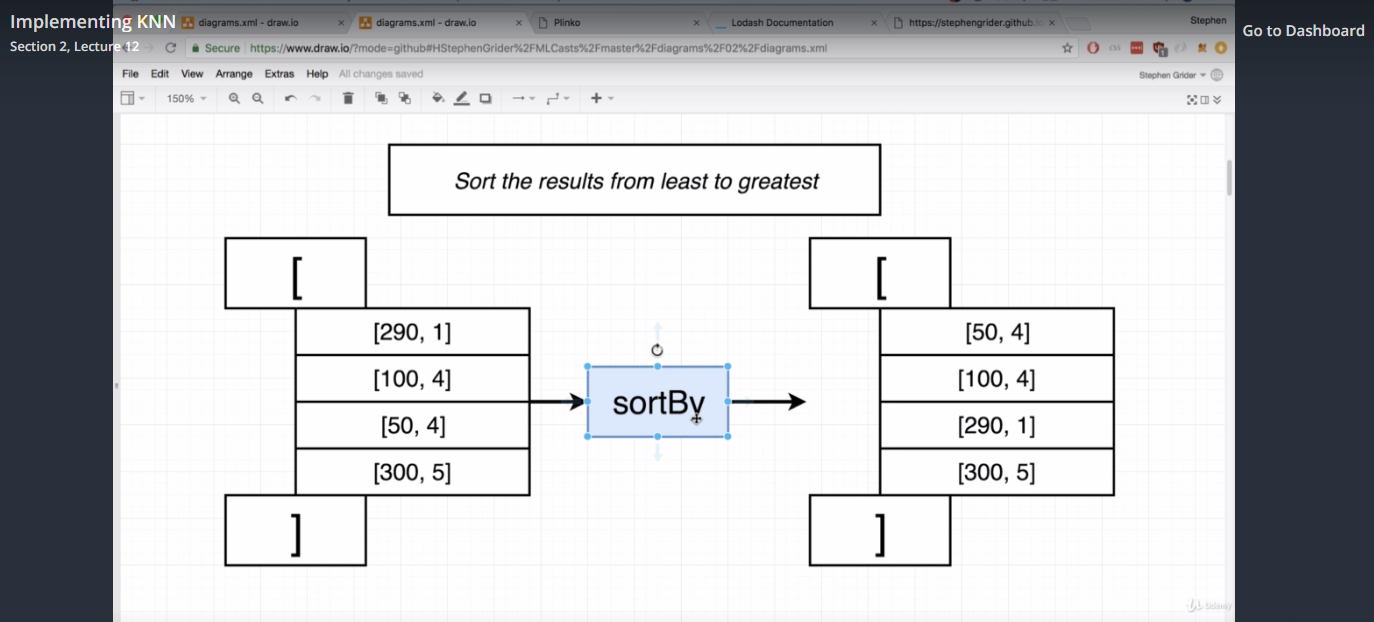 Implementing KNN
Section 2, Lecture 12
diagrams.xml - draw.io
diagrams.xml - draw.io
Plinko
Lodash Documentation
https://stephengrider.github.
Stephen
Go to Dashboard
Secure
https://www.draw.io/?mode=github#HStephenGrider%2FMLCasts%2Fmaster%2Fdiagrams%2F02%2Fdiagrams.xml
File Edit View Arrange Extras Help All changes saved
Stephen Grider
150%
Sort the results from least to greatest
[
[290, 1]
[100, 4]
[50, 4]
[300, 5]
]
sortBy
[
[50, 4]
[100, 4]
[290, 1]
[300, 5]
]
Udemy